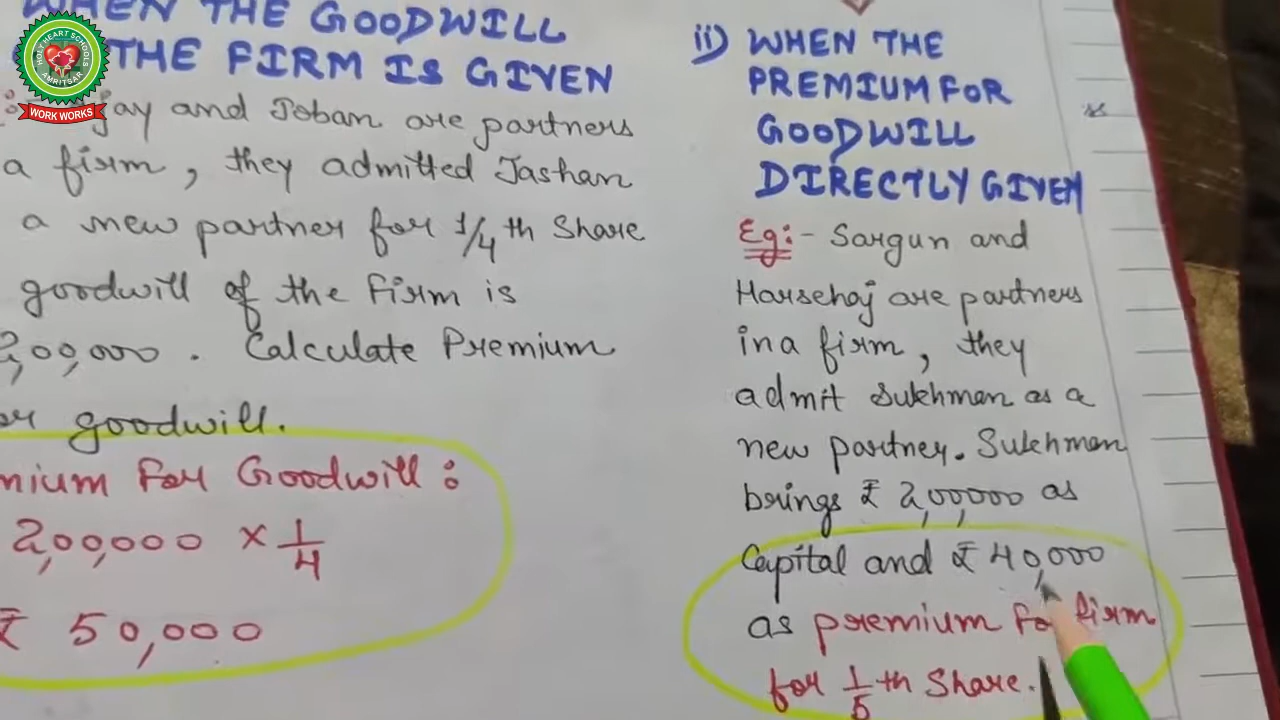 HOLY HEART SCHOOLS
AMRITSAR
WORK WORKS
WHEN THE GOODWILL
THE FIRM IS GIVEN
jay and Joban are partners
a firm, they admitted Jashan
a new partner for 1/4 th Share
goodwill of the firm is
2,00,000. Calculate Premium
goodwill.
mium for Goodwill:
2,00,000 × 1/4
₹ 50,000
ii) WHEN THE
PREMIUM FOR
GOODWILL
DIRECTLY GIVEN
Eg:- Sargun and
Harsehaj are partners
in a firm, they
admit Sukhman as a
new partner. Sukhman
brings ₹ 2,00,000 as
Capital and ₹ 40,000
as premium for firm
for 1/5 th Share.